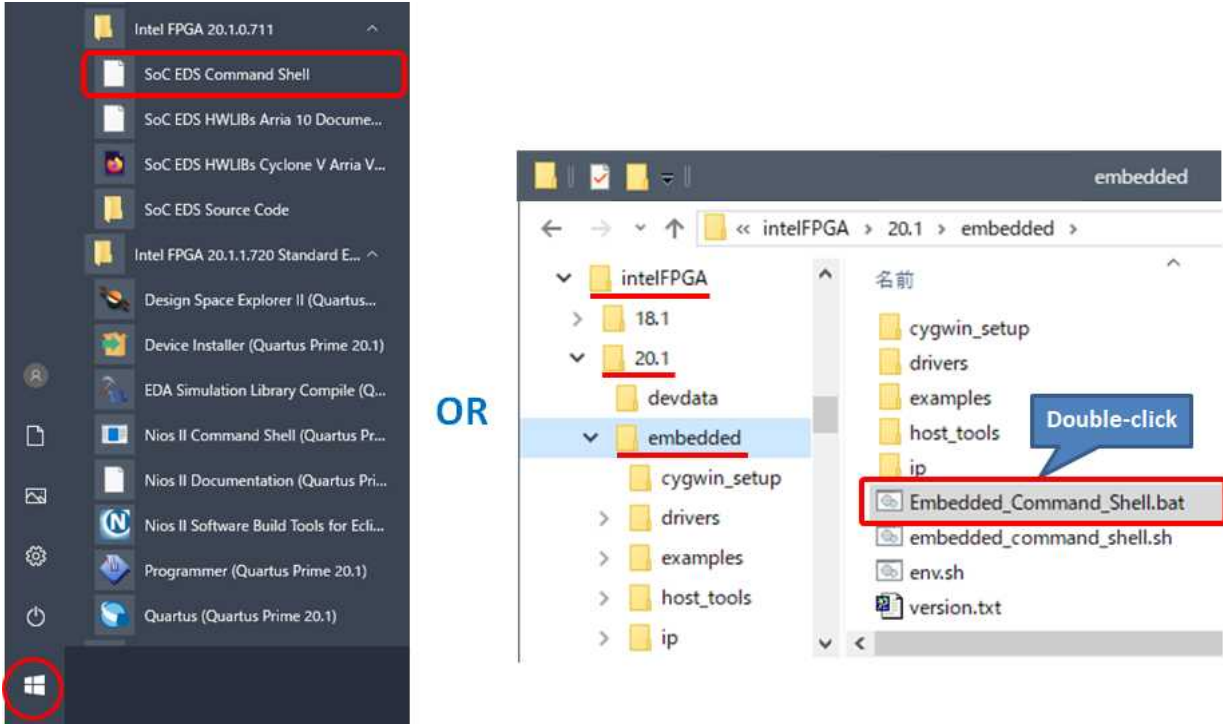 Intel FPGA 20.1.0.711
SoC EDS Command Shell
SoC EDS HWLIBs Arria 10 Docume...
SoC EDS HWLIBs Cyclone V Arria V...
SoC EDS Source Code
Intel FPGA 20.1.1.720 Standard E...
Design Space Explorer II (Quartus...
Device Installer (Quartus Prime 20.1)
EDA Simulation Library Compile (Q...
Nios II Command Shell (Quartus Pr...
Nios II Documentation (Quartus Pri...
Nios II Software Build Tools for Ecli...
Programmer (Quartus Prime 20.1)
Quartus (Quartus Prime 20.1)
OR
embedded
« intelFPGA > 20.1 > embedded >
intelFPGA
18.1
20.1
devdata
embedded
cygwin_setup
drivers
examples
host_tools
ip
名前
cygwin_setup
drivers
examples
host_tools
ip
Double-click
Embedded_Command_Shell.bat
embedded_command_shell.sh
env.sh
version.txt